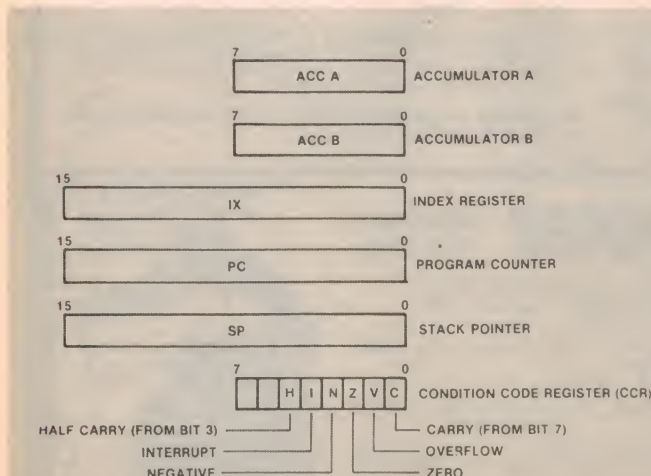 7 0
ACC A ACCUMULATOR A
7 0
ACC B ACCUMULATOR B
15 0
IX INDEX REGISTER
15 0
PC PROGRAM COUNTER
15 0
SP STACK POINTER
7 0
H I N Z V C CONDITION CODE REGISTER (CCR)
HALF CARRY (FROM BIT 3) CARRY (FROM BIT 7)
INTERRUPT OVERFLOW
NEGATIVE ZERO